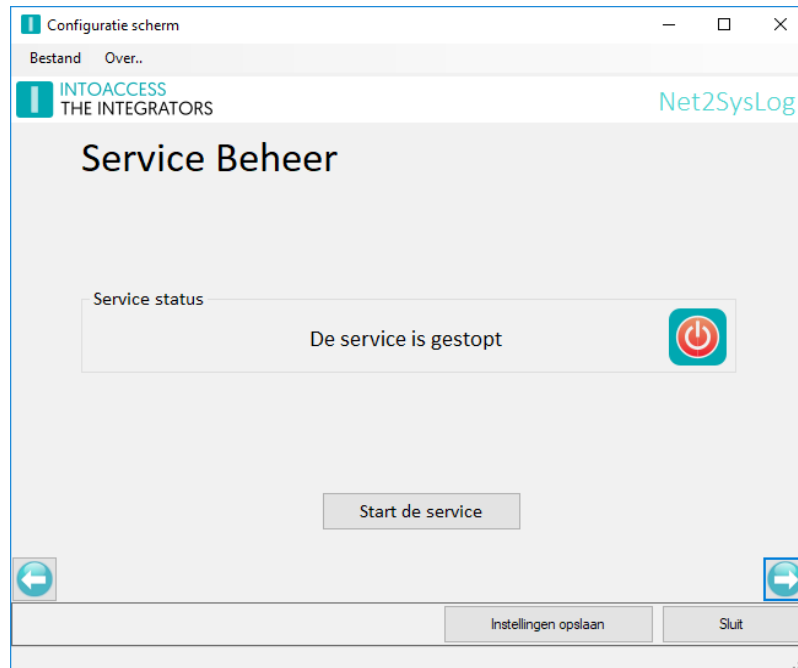 Configuratie scherm
Bestand Over..
INTOACCESS
THE INTEGRATORS
Net2SysLog
Service Beheer
Service status
De service is gestopt
Start de service
Instellingen opslaan
Sluit